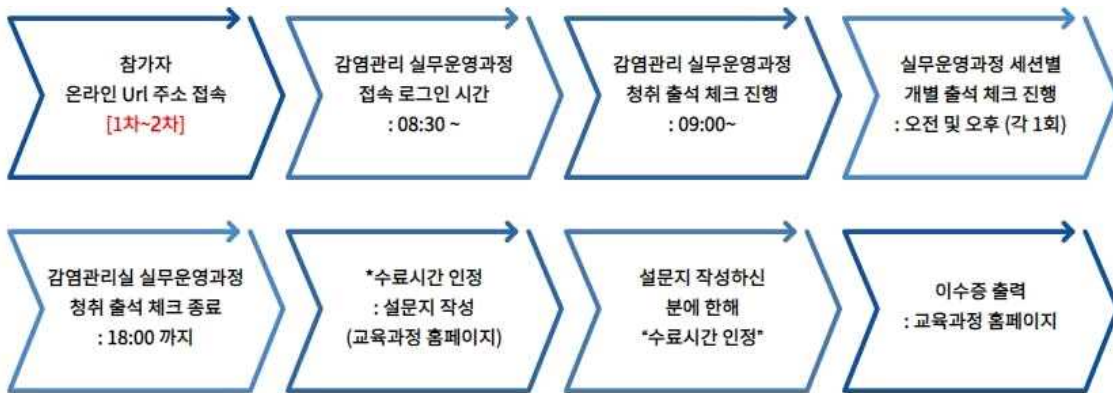 참가자
온라인 Url 주소 접속
[1차~2차]
감염관리 실무운영과정
접속 로그인 시간
: 08:30 ~
감염관리 실무운영과정
청취 출석 체크 진행
: 09:00~
실무운영과정 세션별
개별 출석 체크 진행
: 오전 및 오후 (각 1회)
감염관리실 실무운영과정
청취 출석 체크 종료
: 18:00 까지
*수료시간 인정
: 설문지 작성
(교육과정 홈페이지)
설문지 작성하신
분에 한해
"수료시간 인정"
이수증 출력
: 교육과정 홈페이지